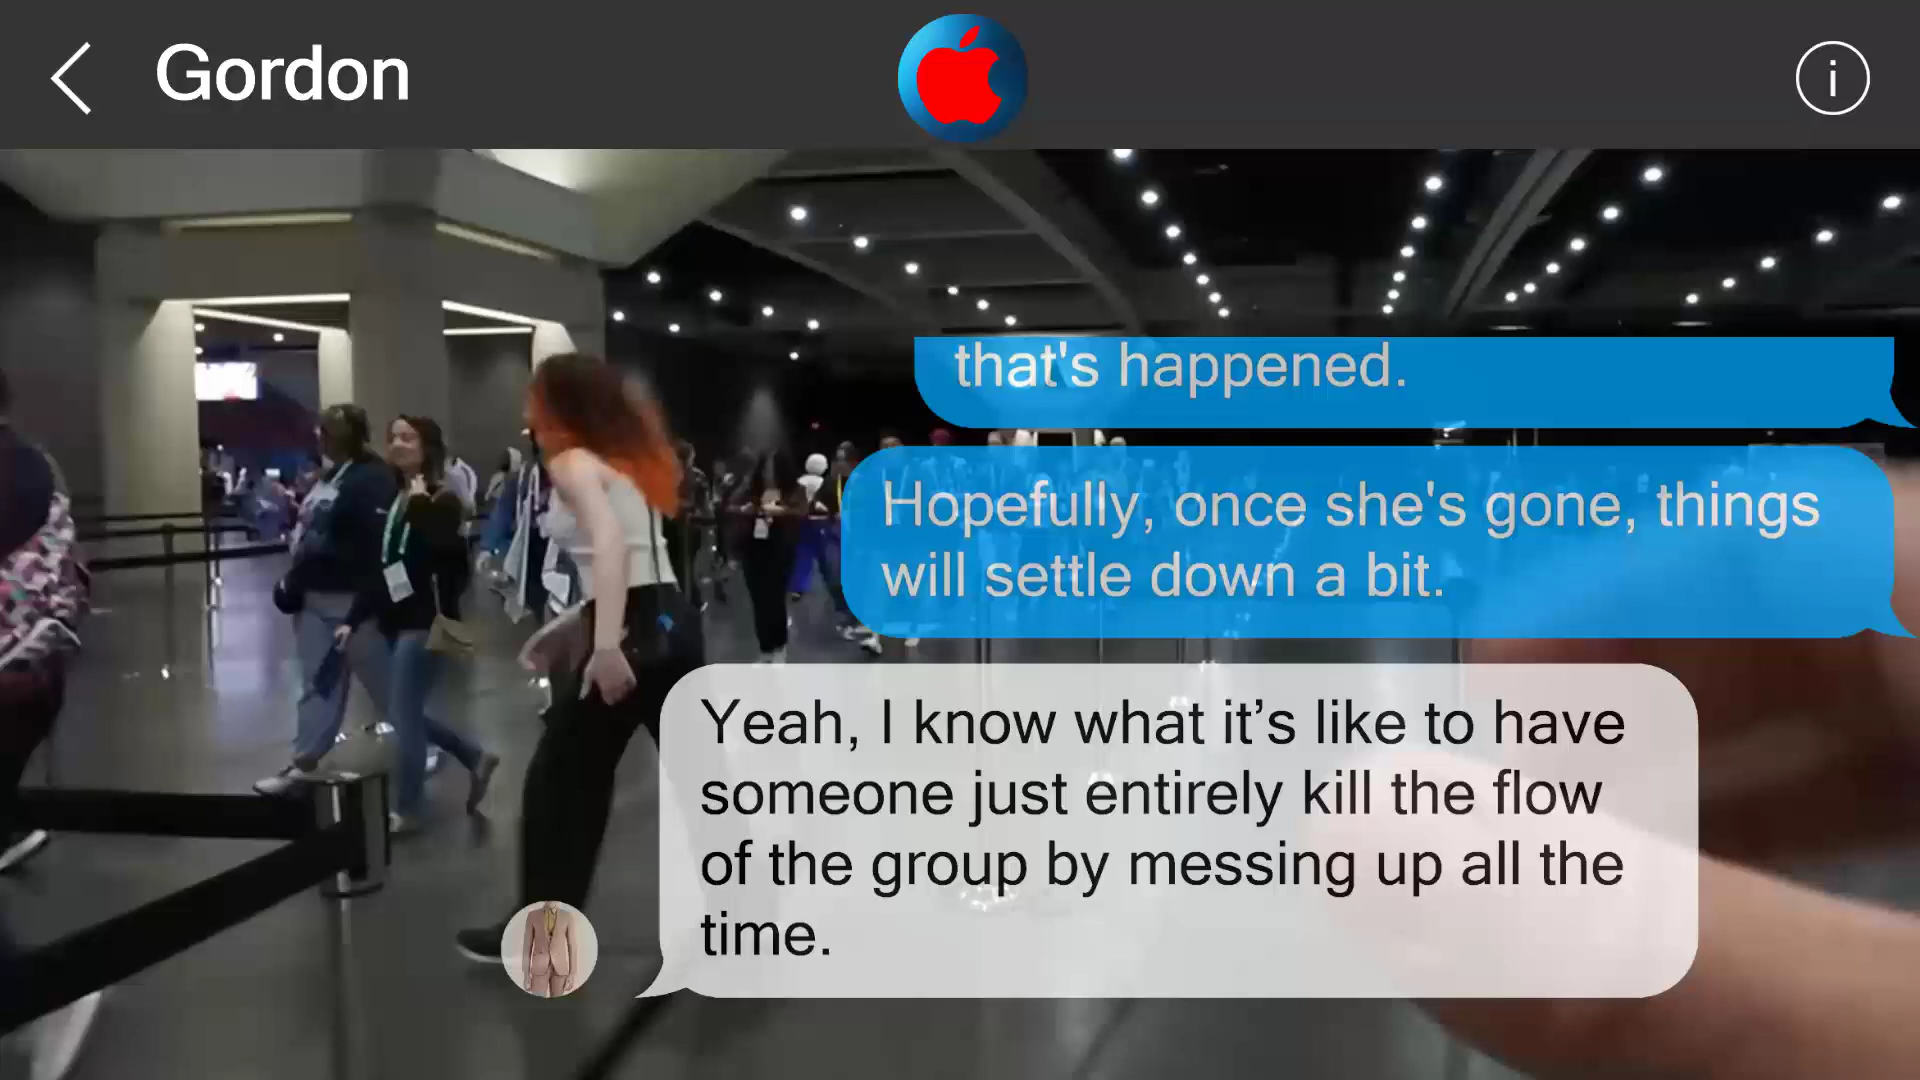 Gordon
i
that's happened.
Hopefully, once she's gone, things
will settle down a bit.
Yeah, I know what it’s like to have
someone just entirely kill the flow
of the group by messing up all the
time.